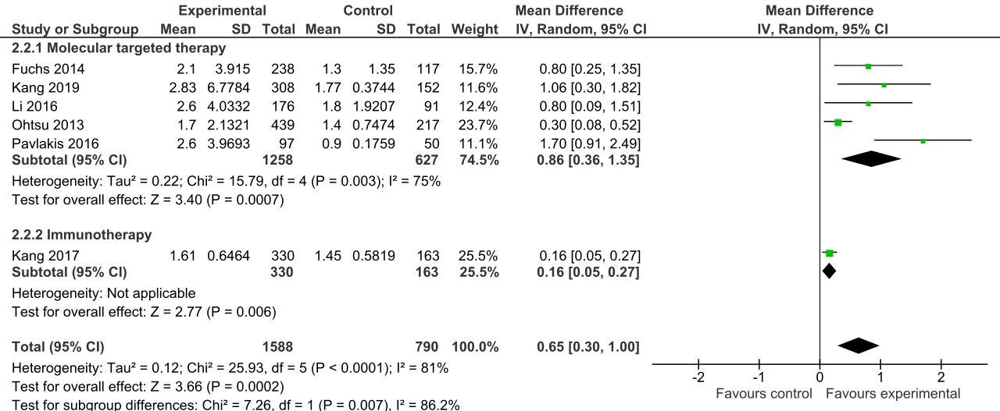 Experimental Control Mean Difference Mean Difference
Study or Subgroup Mean SD Total Mean SD Total Weight IV, Random, 95% CI IV, Random, 95% CI
2.2.1 Molecular targeted therapy
Fuchs 2014 2.1 3.915 238 1.3 1.35 117 15.7% 0.80 [0.25, 1.35]
Kang 2019 2.83 6.7784 308 1.77 0.3744 152 11.6% 1.06 [0.30, 1.82]
Li 2016 2.6 4.0332 176 1.8 1.9207 91 12.4% 0.80 [0.09, 1.51]
Ohtsu 2013 1.7 2.1321 439 1.4 0.7474 217 23.7% 0.30 [0.08, 0.52]
Pavlakis 2016 2.6 3.9693 97 0.9 0.1759 50 11.1% 1.70 [0.91, 2.49]
Subtotal (95% CI) 1258 627 74.5% 0.86 [0.36, 1.35]
Heterogeneity: Tau² = 0.22; Chi² = 15.79, df = 4 (P = 0.003); I² = 75%
Test for overall effect: Z = 3.40 (P = 0.0007)
2.2.2 Immunotherapy
Kang 2017 1.61 0.6464 330 1.45 0.5819 163 25.5% 0.16 [0.05, 0.27]
Subtotal (95% CI) 330 163 25.5% 0.16 [0.05, 0.27]
Heterogeneity: Not applicable
Test for overall effect: Z = 2.77 (P = 0.006)
Total (95% CI) 1588 790 100.0% 0.65 [0.30, 1.00]
Heterogeneity: Tau² = 0.12; Chi² = 25.93, df = 5 (P < 0.0001); I² = 81%
Test for overall effect: Z = 3.66 (P = 0.0002)
Test for subgroup differences: Chi² = 7.26, df = 1 (P = 0.007), I² = 86.2%
-2 -1 0 1 2
Favours control Favours experimental